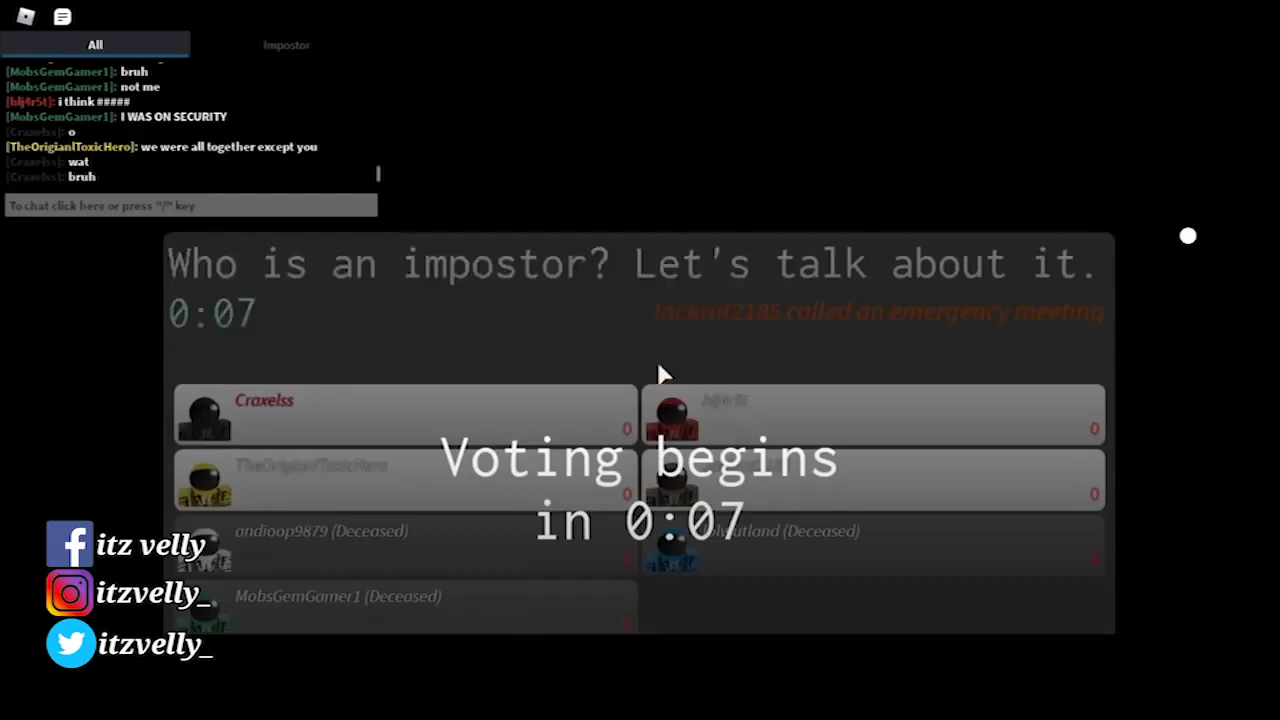 All
Impostor
[MobsGemGamer1]: bruh
[MobsGemGamer1]: not me
[hlj4r5t]: i think #####
[MobsGemGamer1]: I WAS ON SECURITY
[Craxelss]: o
[TheOrigianlToxicHero]: we were all together except you
[Craxelss]: wat
[Craxelss]: bruh
To chat click here or press "/" key
Who is an impostor? Let's talk about it.
0:07
called an emergency meeting
Craxelss
hlj4r5t
0
0
TheOrigianlToxicHero
0
0
Voting begins
in 0:07
andioop9879 (Deceased)
(Deceased)
MobsGemGamer1 (Deceased)
itz velly
itzvelly_
itzvelly_